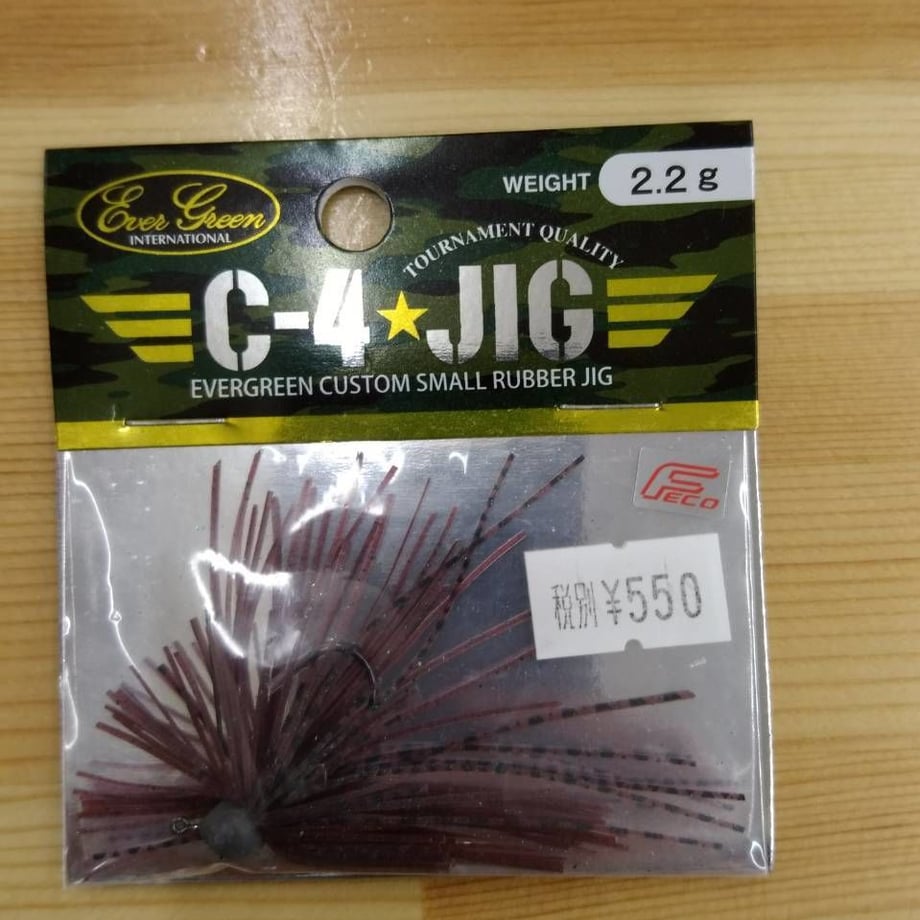 WEIGHT 2.2g
Ever Green
INTERNATIONAL
TOURNAMENT QUALITY
C-4★JIG
EVERGREEN CUSTOM SMALL RUBBER JIG
FECO
税別 ¥550